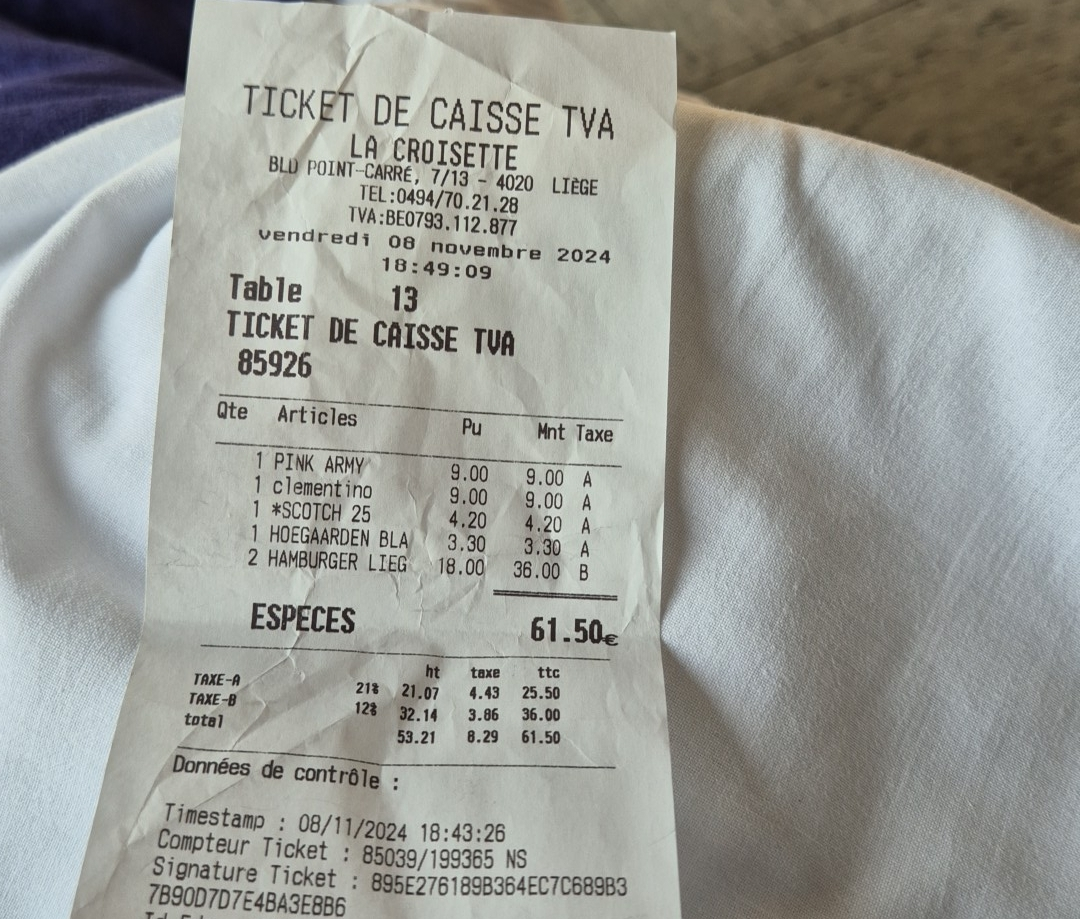 TICKET DE CAISSE TVA
LA CROISETTE
BLD POINT-CARRÉ, 7/13 - 4020 LIÈGE
TEL:0494/70.21.28
TVA:BE0793.112.877
vendredi 08 novembre 2024
18:49:09
Table 13
TICKET DE CAISSE TVA
85926
Qte Articles Pu Mnt Taxe
1 PINK ARMY 9.00 9.00 A
1 clementino 9.00 9.00 A
1 *SCOTCH 25 4.20 4.20 A
1 HOEGAARDEN BLA 3.30 3.30 A
2 HAMBURGER LIEG 18.00 36.00 B
ESPECES 61.50€
ht taxe ttc
TAXE-A 21% 21.07 4.43 25.50
TAXE-B 12% 32.14 3.86 36.00
total 53.21 8.29 61.50
Données de contrôle :
Timestamp : 08/11/2024 18:43:26
Compteur Ticket : 85039/199365 NS
Signature Ticket : 895E276189B364EC7C689B3
7B90D7D7E4BA3E8B6